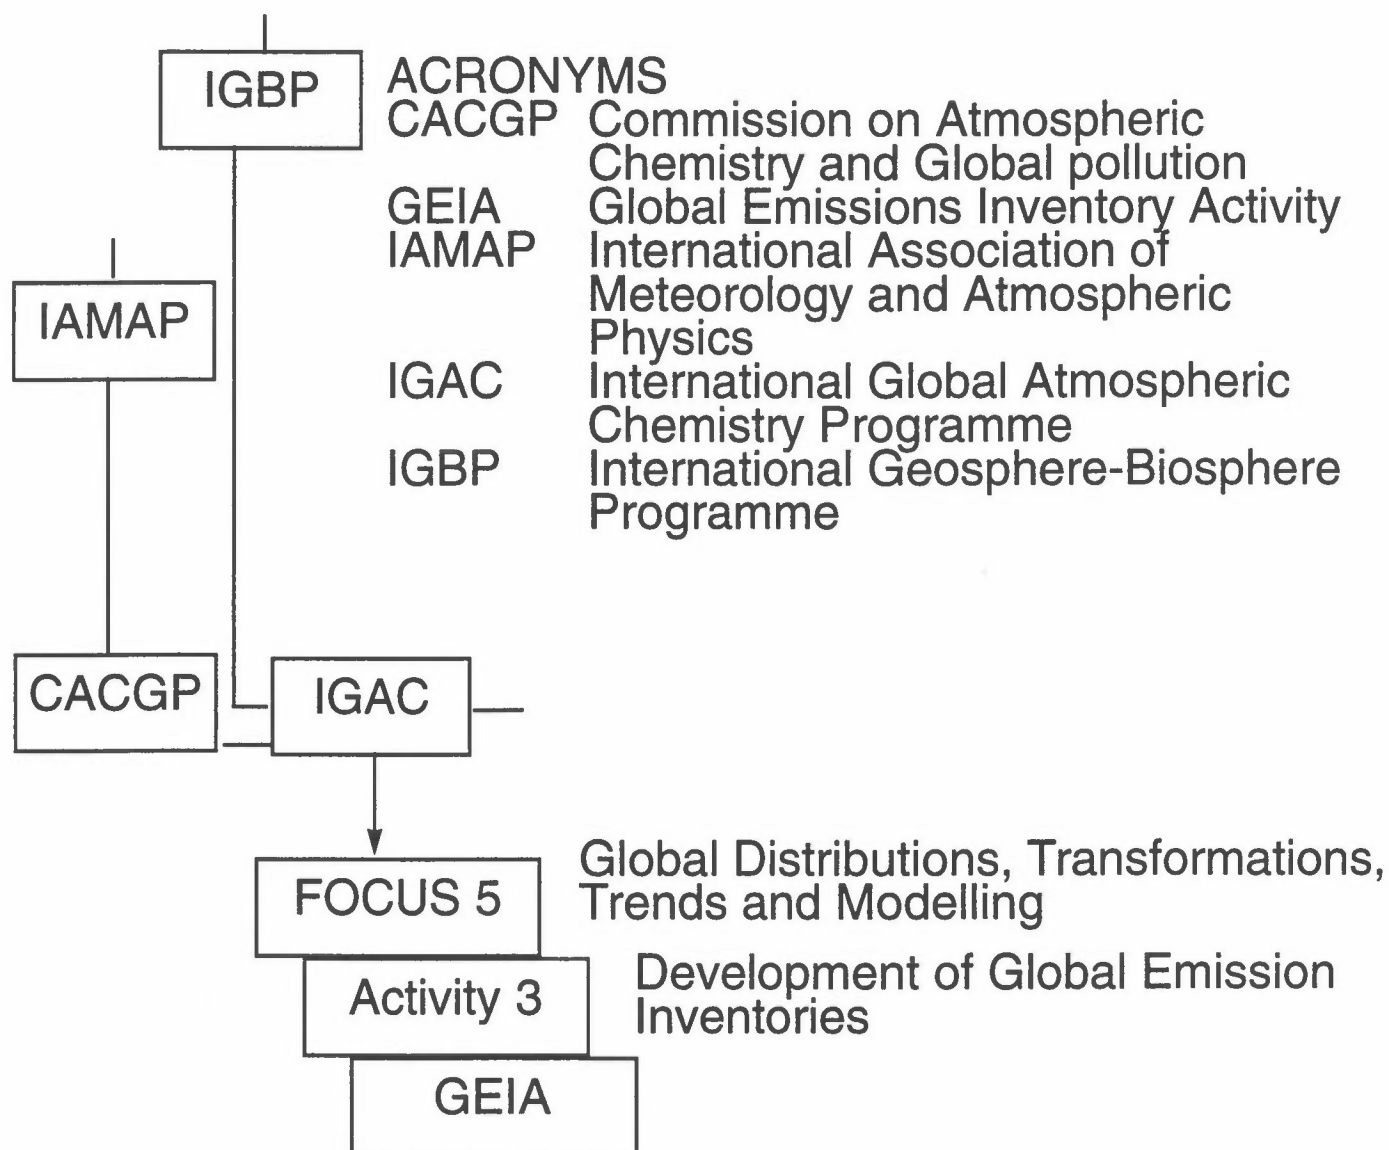 IGBP
ACRONYMS
CACGP Commission on Atmospheric
Chemistry and Global pollution
GEIA Global Emissions Inventory Activity
IAMAP International Association of
Meteorology and Atmospheric
Physics
IGAC International Global Atmospheric
Chemistry Programme
IGBP International Geosphere-Biosphere
Programme
IAMAP
CACGP
IGAC
FOCUS 5
Global Distributions, Transformations,
Trends and Modelling
Activity 3
Development of Global Emission
Inventories
GEIA